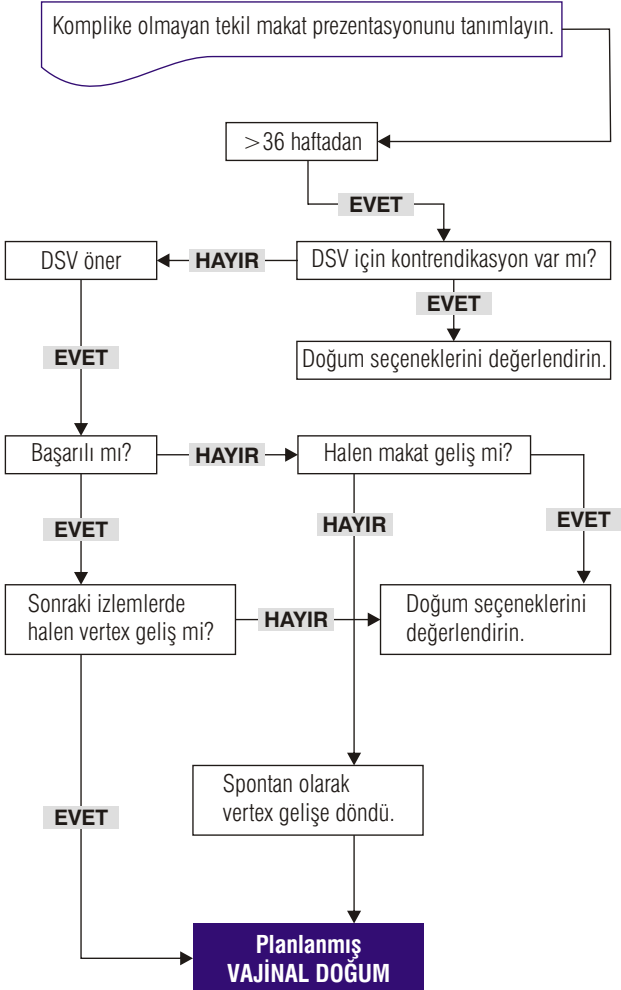 Komplike olmayan tekil makat prezentasyonunu tanımlayın.
>36 haftadan
EVET
DSV öner
HAYIR
DSV için kontrendikasyon var mı?
EVET
Doğum seçeneklerini değerlendirin.
EVET
Başarılı mı?
HAYIR
Halen makat geliş mi?
EVET
HAYIR
EVET
Sonraki izlemlerde
halen vertex geliş mi?
HAYIR
Doğum seçeneklerini
değerlendirin.
Spontan olarak
vertex gelişe döndü.
EVET
Planlanmış
VAJİNAL DOĞUM